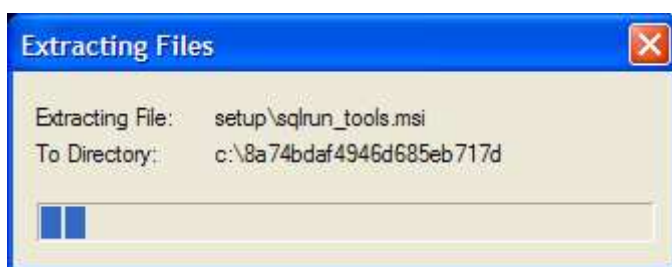 Extracting Files
Extracting File: setup\sqlrun_tools.msi
To Directory: c:\8a74bdaf4946d685eb717d